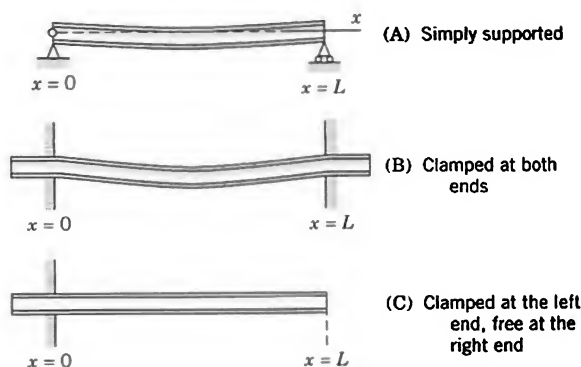 x
(A) Simply supported
x = 0
x = L
(B) Clamped at both
ends
x = 0
x = L
(C) Clamped at the left
end, free at the
right end
x = 0
x = L